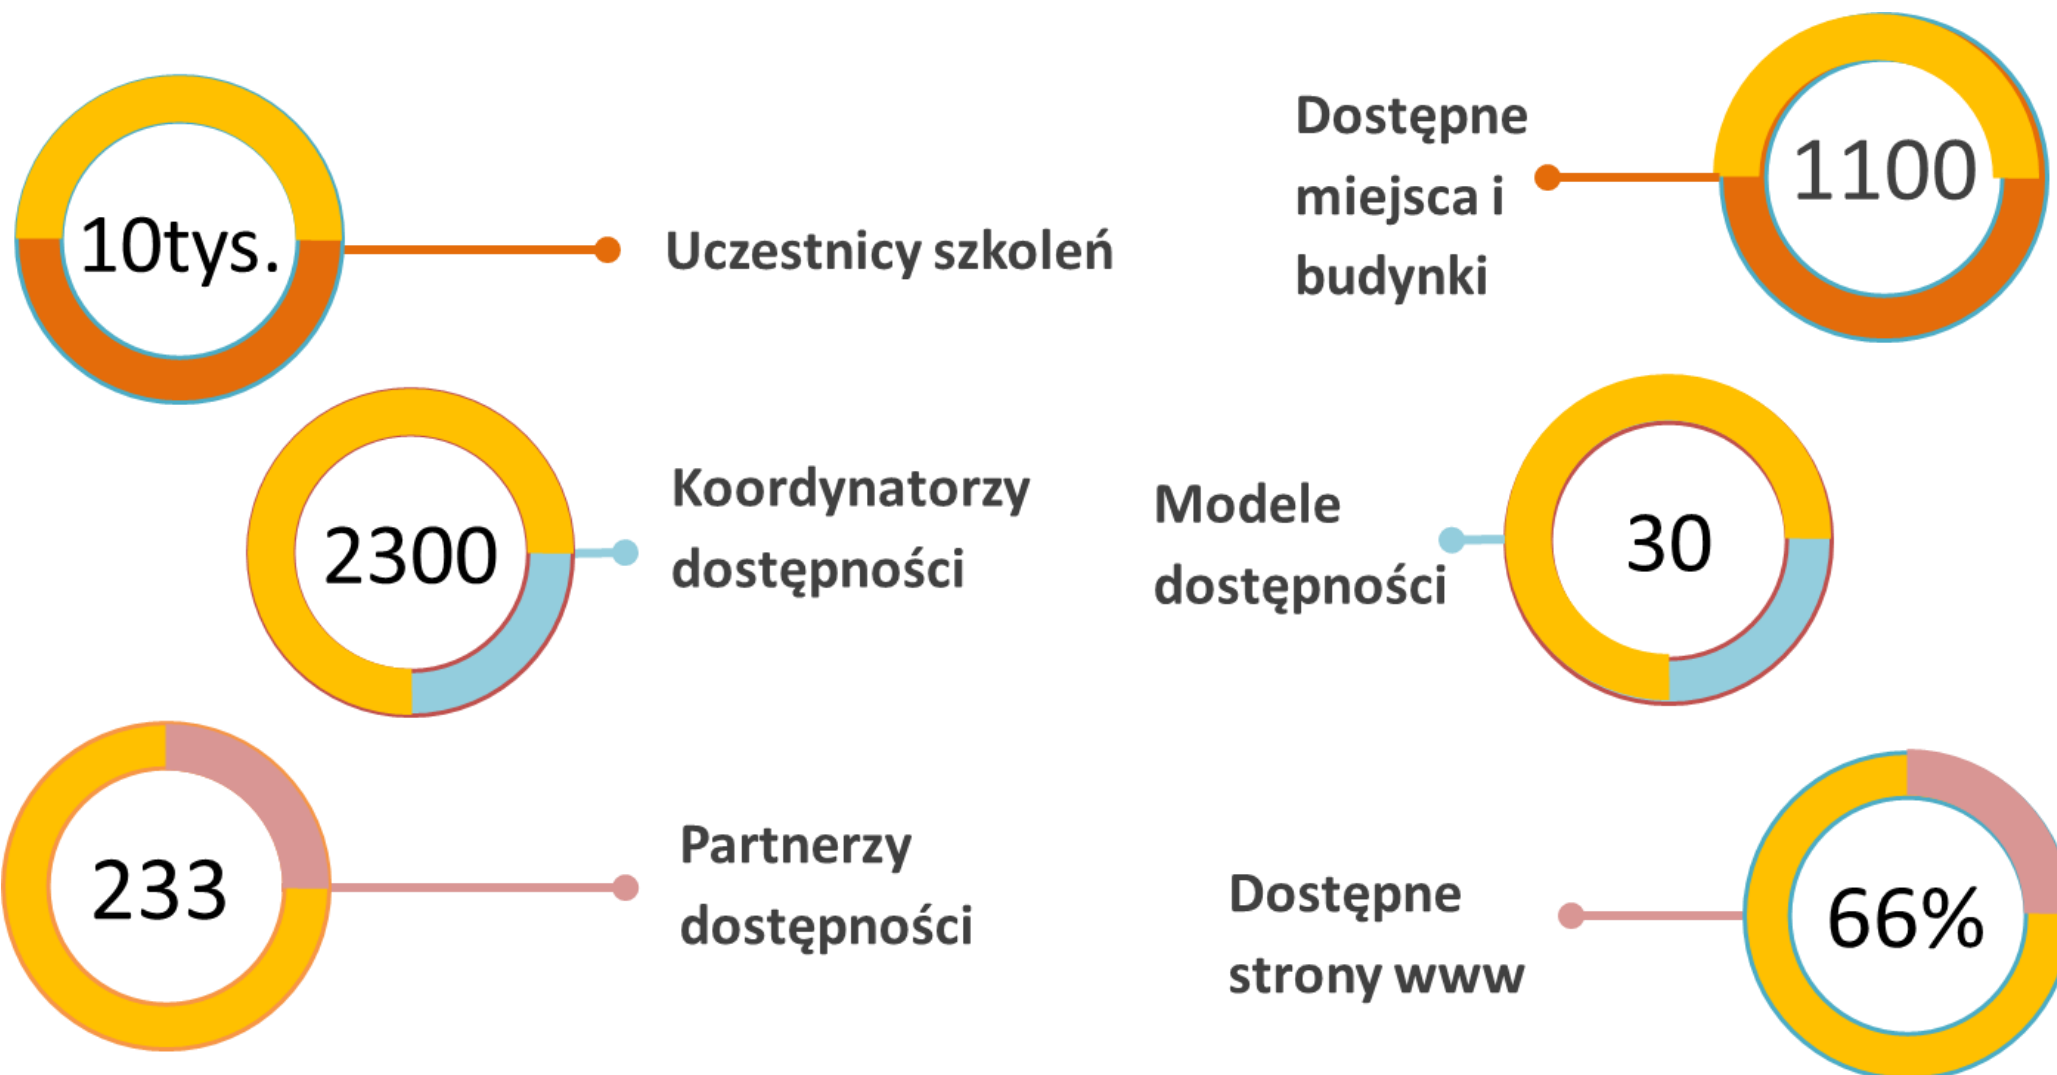 10tys.
Uczestnicy szkoleń
Dostępne
miejsca i
budynki
1100
2300
Koordynatorzy
dostępności
Modele
dostępności
30
233
Partnerzy
dostępności
Dostępne
strony www
66%